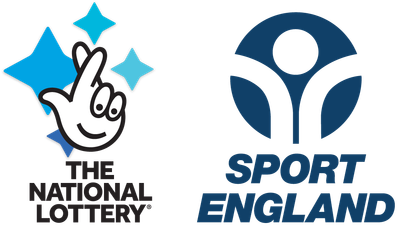 THE
NATIONAL
LOTTERY®
SPORT
ENGLAND